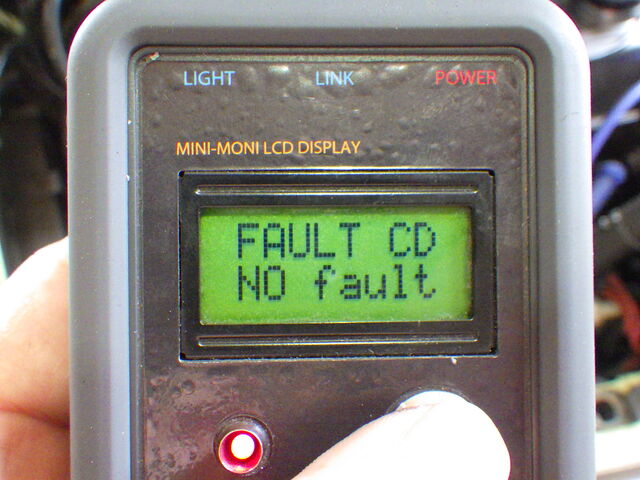 LIGHT LINK POWER
MINI-MONI LCD DISPLAY
FAULT CD
NO fault